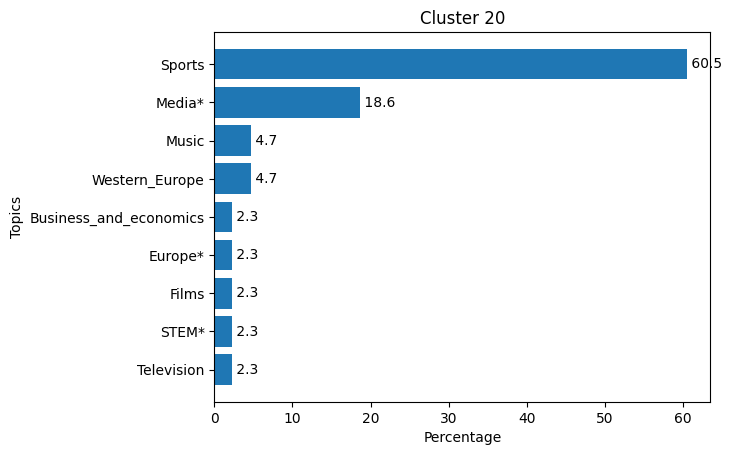 Cluster 20
Topics
Sports 60.5
Media* 18.6
Music 4.7
Western_Europe 4.7
Business_and_economics 2.3
Europe* 2.3
Films 2.3
STEM* 2.3
Television 2.3
0 10 20 30 40 50 60
Percentage